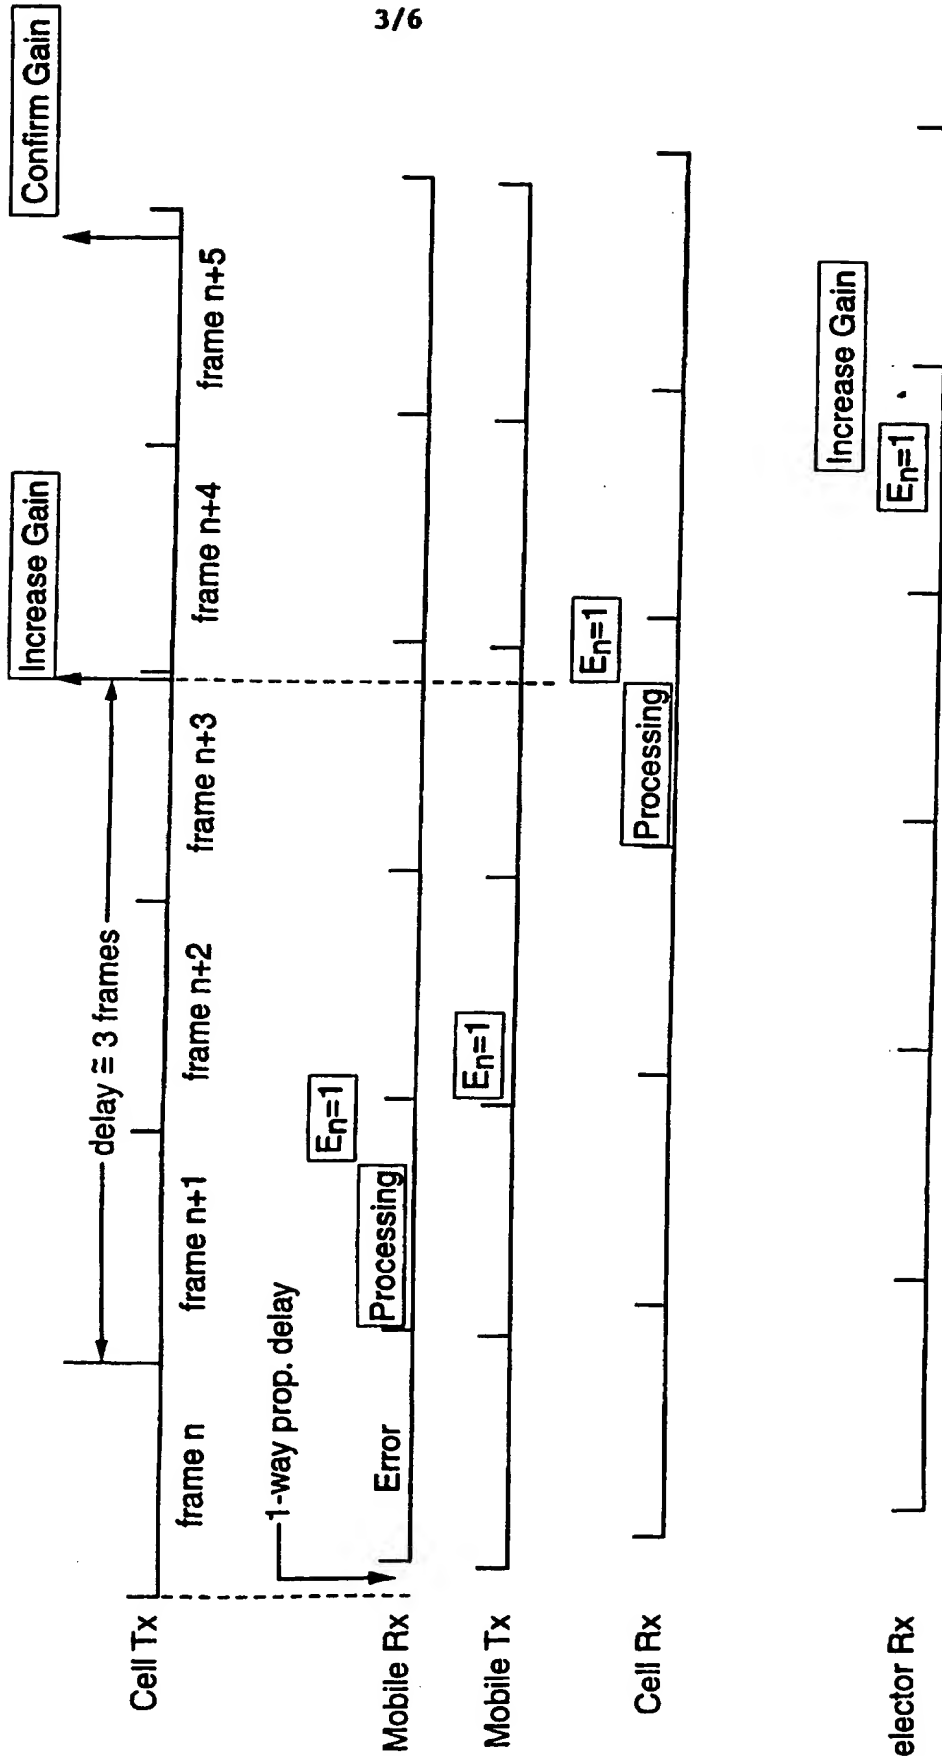 3/6
Increase Gain
Confirm Gain
delay ≅ 3 frames
Cell Tx
frame n
frame n+1
frame n+2
frame n+3
frame n+4
frame n+5
1-way prop. delay
En=1
Mobile Rx
Error
Processing
Mobile Tx
En=1
En=1
Cell Rx
Processing
Increase Gain
En=1
elector Rx